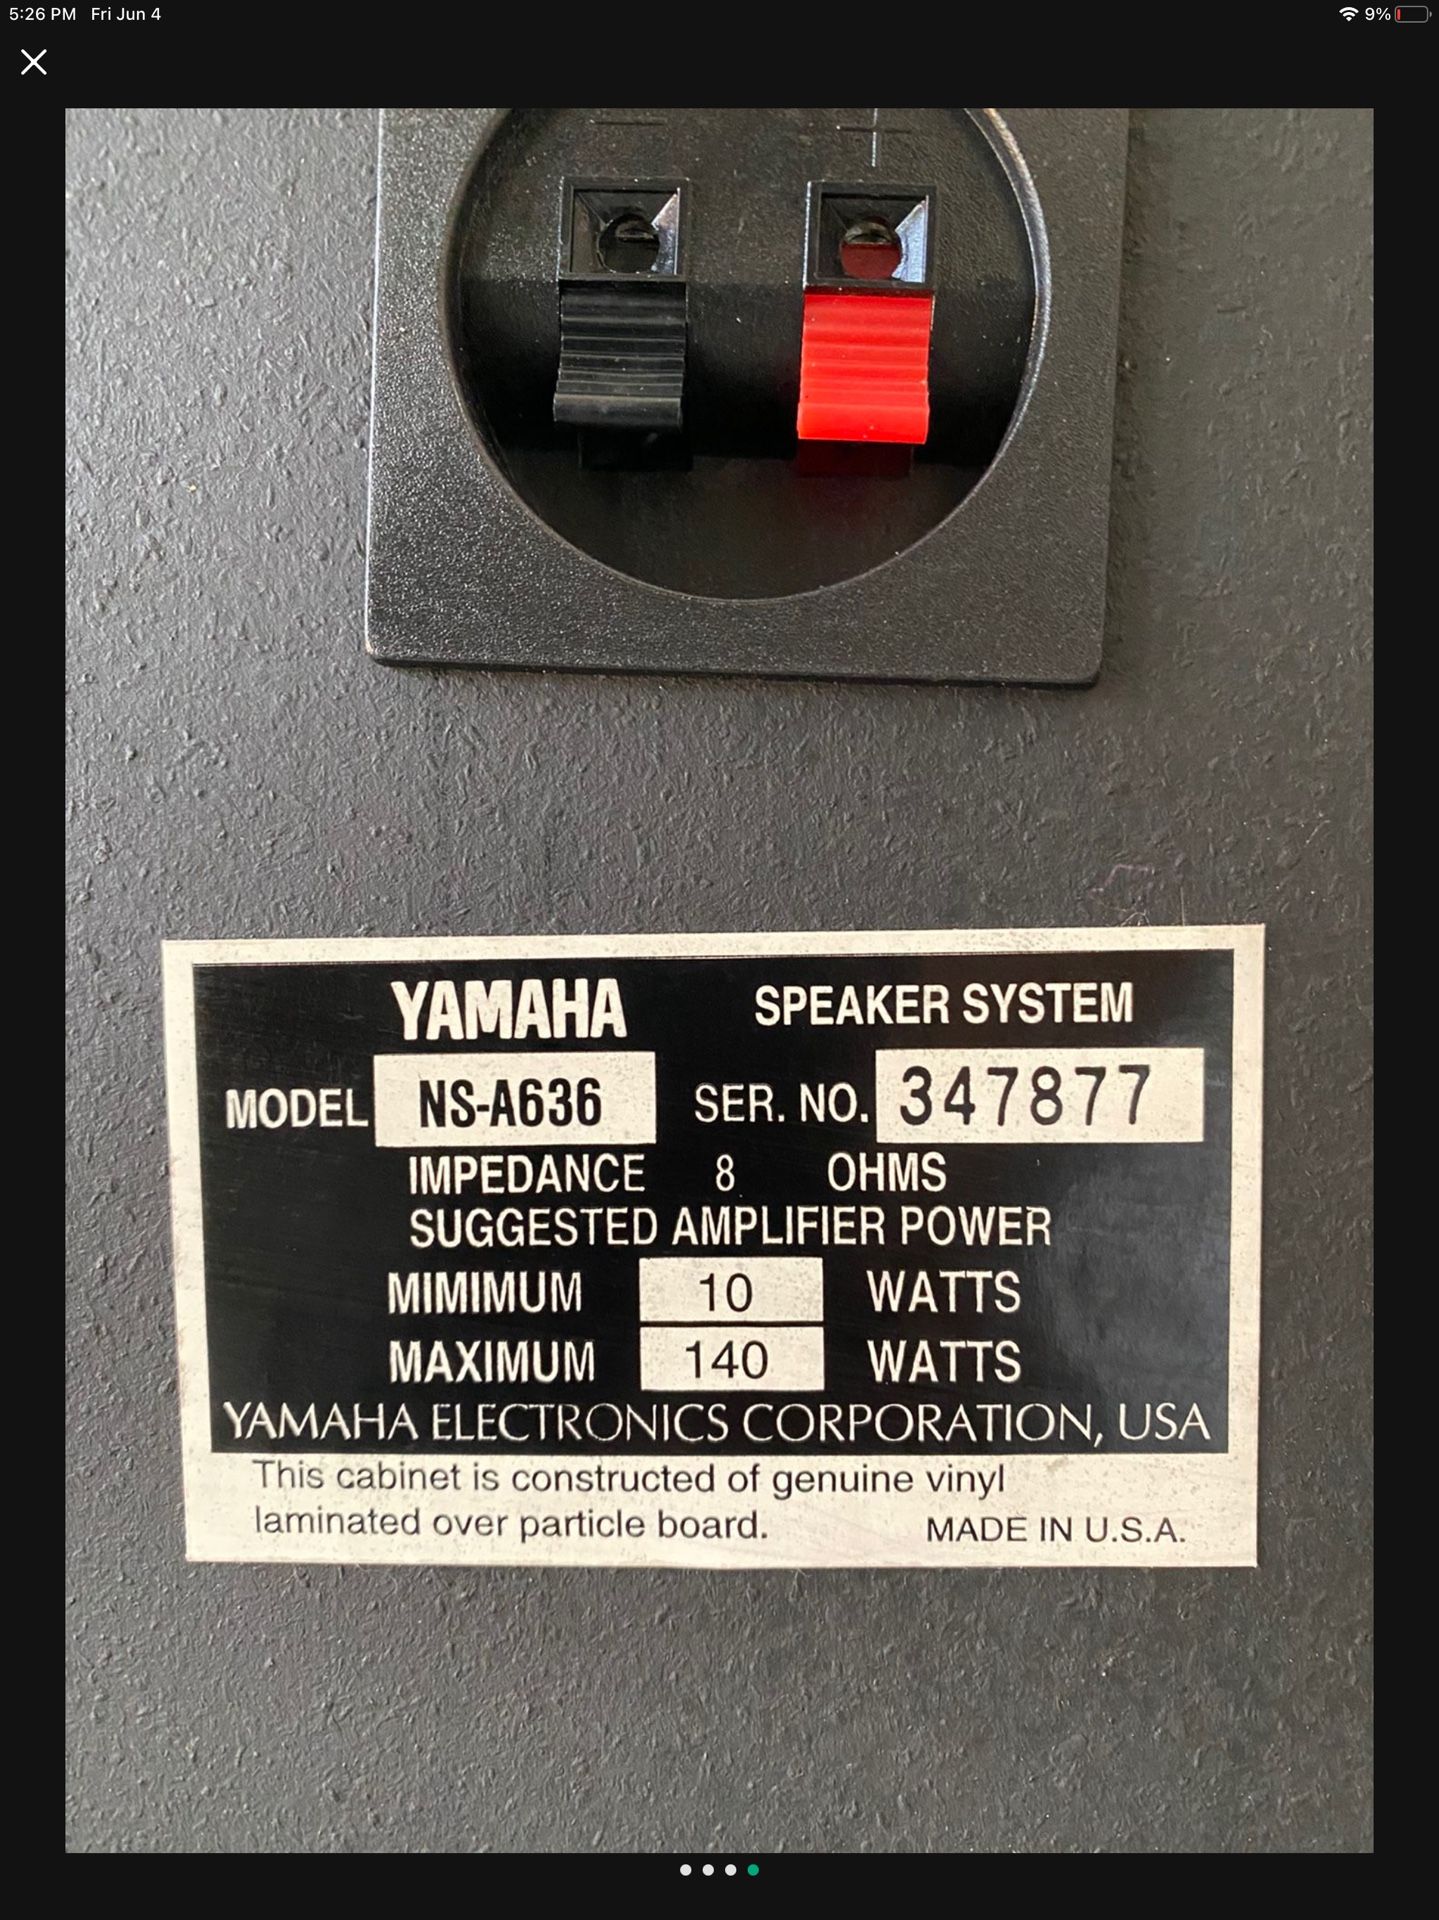 5:26 PM Fri Jun 4 9%
− +
YAMAHA SPEAKER SYSTEM
MODEL NS-A636 SER. NO. 347877
IMPEDANCE 8 OHMS
SUGGESTED AMPLIFIER POWER
MIMIMUM 10 WATTS
MAXIMUM 140 WATTS
YAMAHA ELECTRONICS CORPORATION, USA
This cabinet is constructed of genuine vinyl
laminated over particle board. MADE IN U.S.A.